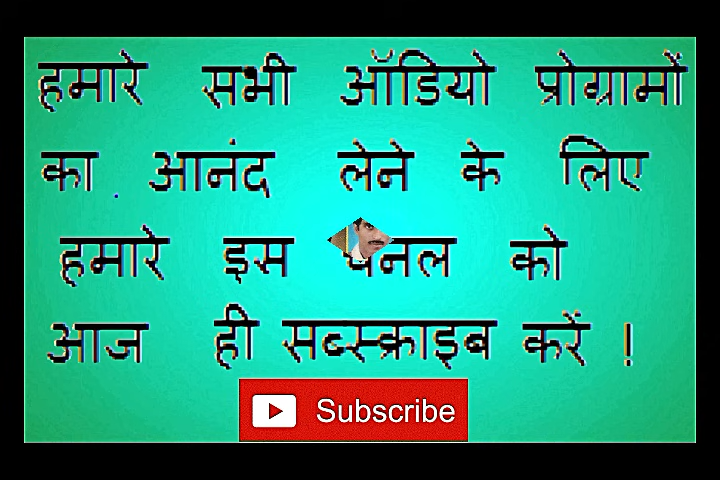 हमारे सभी ऑडियो प्रोग्रामों
का आनंद लेने के लिए
हमारे इस को
आज ही सब्स्क्राइब करें !
Subscribe